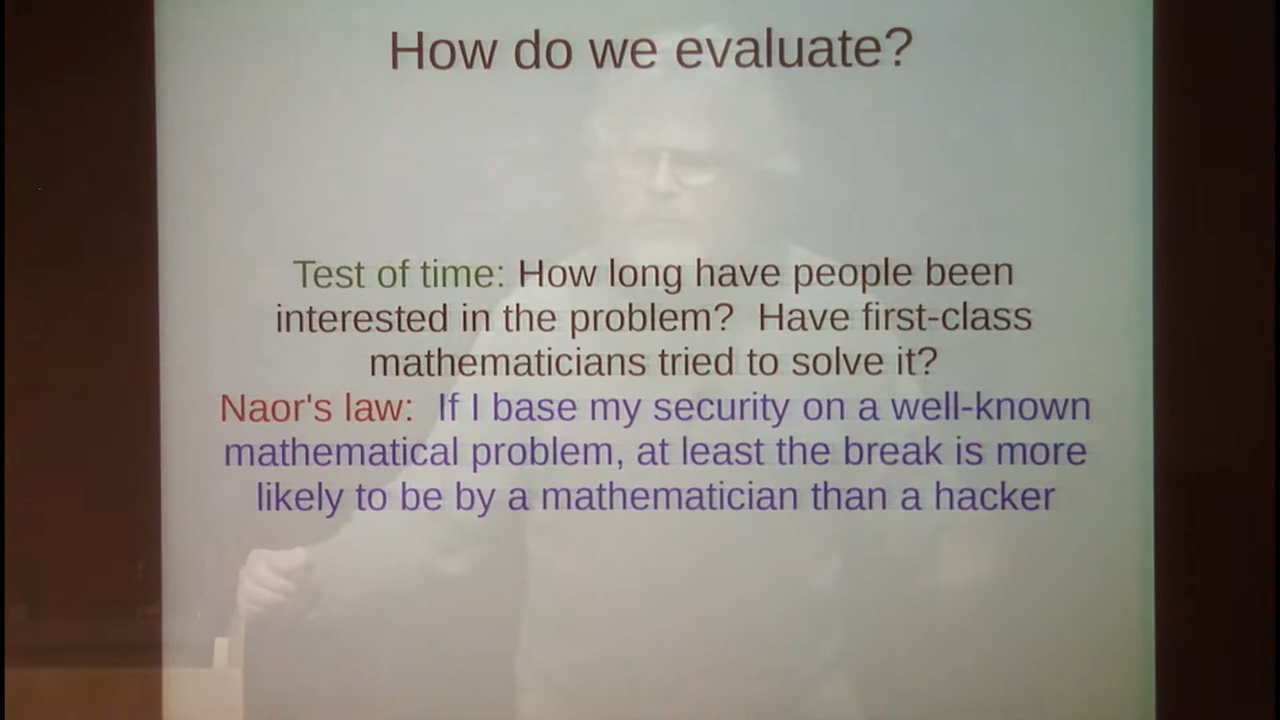 How do we evaluate?
Test of time: How long have people been
interested in the problem?  Have first-class
mathematicians tried to solve it?
Naor's law:  If I base my security on a well-known
mathematical problem, at least the break is more
likely to be by a mathematician than a hacker